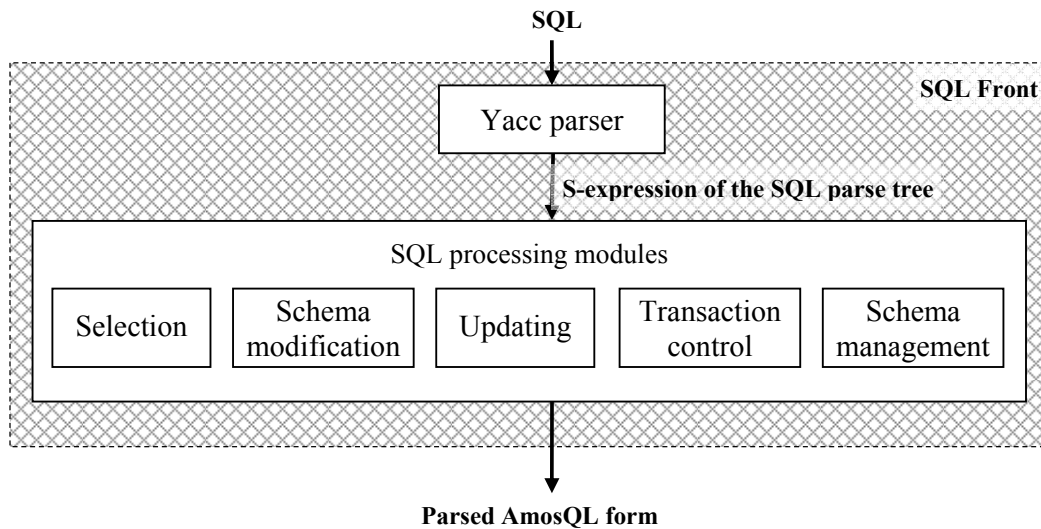 SQL
SQL Front
Yacc parser
S-expression of the SQL parse tree
SQL processing modules
Selection
Schema
modification
Updating
Transaction
control
Schema
management
Parsed AmosQL form